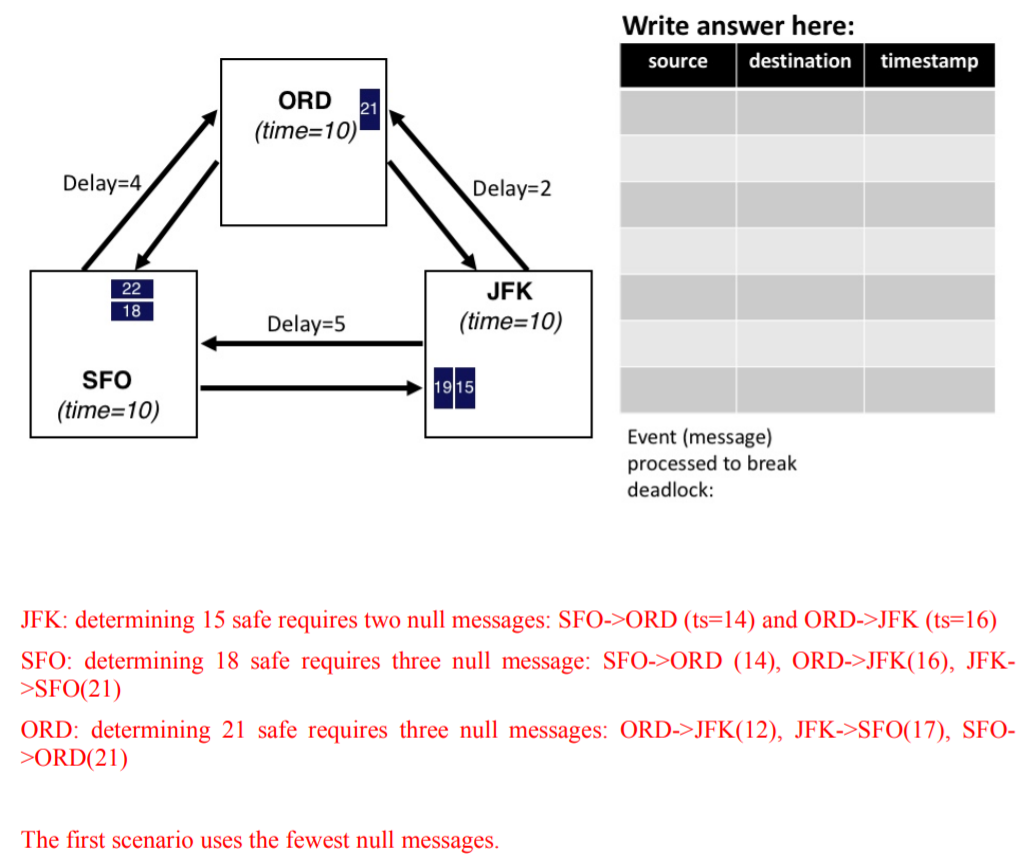 Write answer here:
source destination timestamp
ORD
21
(time=10)
Delay=4
Delay=2
22
18
JFK
(time=10)
Delay=5
SFO
(time=10)
19 15
Event (message)
processed to break
deadlock:
JFK: determining 15 safe requires two null messages: SFO->ORD (ts=14) and ORD->JFK (ts=16)
SFO: determining 18 safe requires three null message: SFO->ORD (14), ORD->JFK(16), JFK-
>SFO(21)
ORD: determining 21 safe requires three null messages: ORD->JFK(12), JFK->SFO(17), SFO-
>ORD(21)
The first scenario uses the fewest null messages.